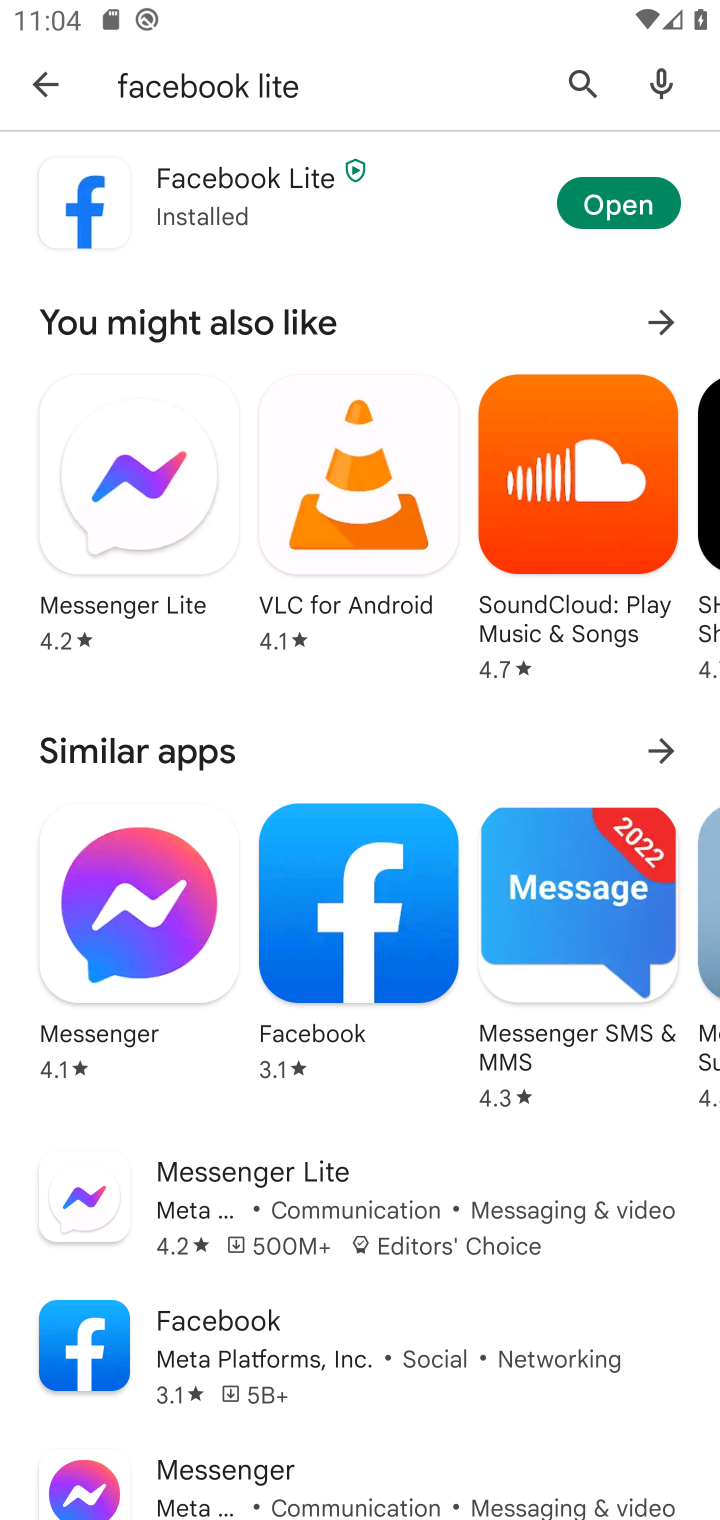 11:04
facebook lite
Facebook Lite
Installed
Open
You might also like
Messenger Lite
4.2★
VLC for Android
4.1★
SoundCloud: Play
Music & Songs
4.7★
SH
Sh
4.
Similar apps
2022
Message
Messenger
4.1★
Facebook
3.1★
Messenger SMS &
MMS
4.3★
Me
Su
4.
Messenger Lite
Meta ... • Communication • Messaging & video
4.2★ 500M+ Editors' Choice
Facebook
Meta Platforms, Inc. • Social • Networking
3.1★ 5B+
Messenger
Meta ... • Communication • Messaging & video